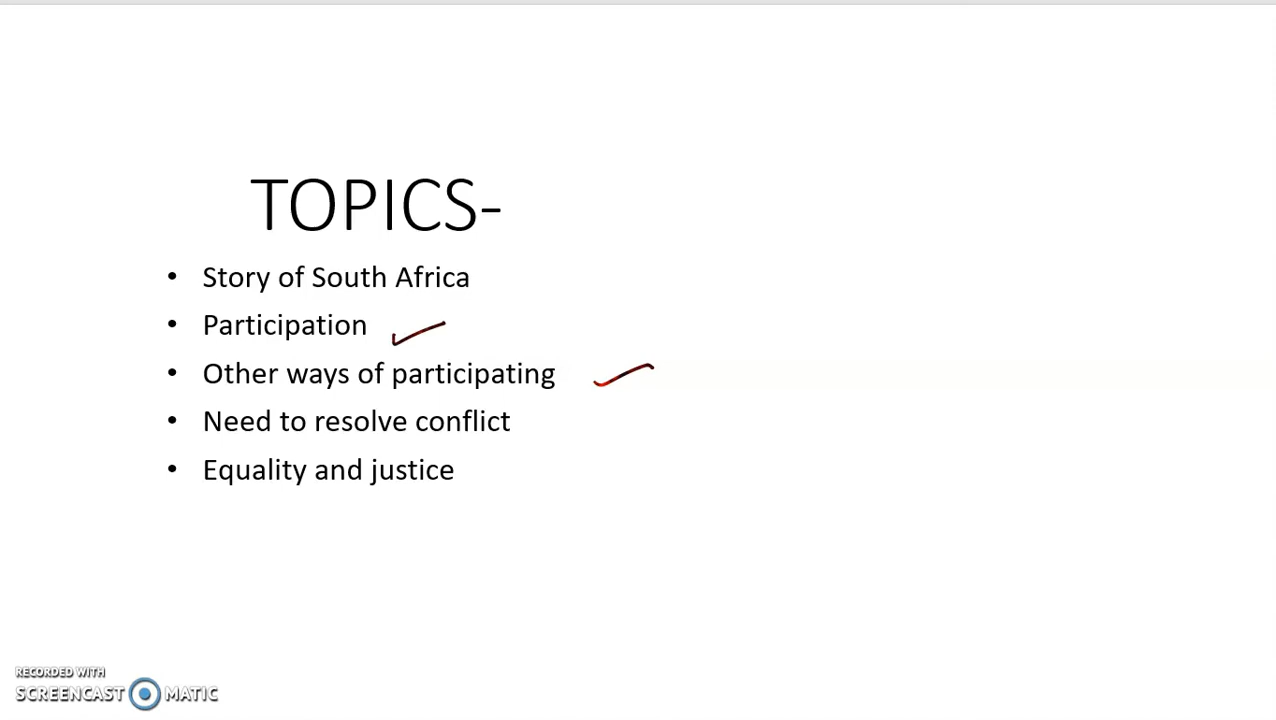 TOPICS-
• Story of South Africa
• Participation
• Other ways of participating
• Need to resolve conflict
• Equality and justice
RECORDED WITH
SCREENCAST MATIC